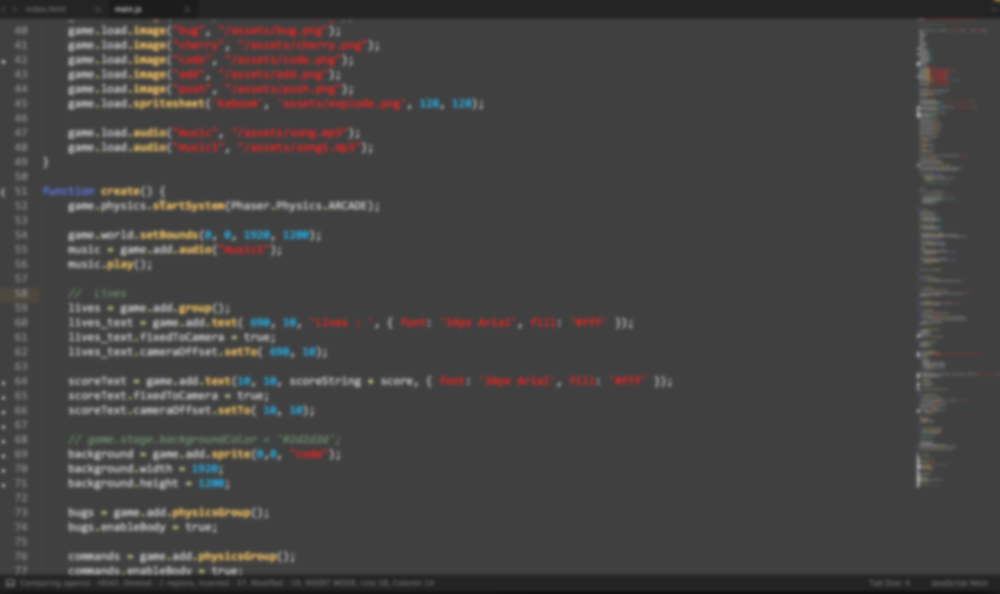 index.html main.js
40 game.load.image("bug", "/assets/bug.png");
41 game.load.image("cherry", "/assets/cherry.png");
42 game.load.image("code", "/assets/code.png");
43 game.load.image("add", "/assets/add.png");
44 game.load.image("push", "/assets/push.png");
45 game.load.spritesheet('kaboom', 'assets/explode.png', 128, 128);
46
47 game.load.audio("music", "/assets/song.mp3");
48 game.load.audio("music1", "/assets/song1.mp3");
49 }
50
51 function create() {
52 game.physics.startSystem(Phaser.Physics.ARCADE);
53
54 game.world.setBounds(0, 0, 1920, 1200);
55 music = game.add.audio("music1");
56 music.play();
57
58 // Lives
59 lives = game.add.group();
60 lives_text = game.add.text( 690, 10, 'Lives : ', { font: '34px Arial', fill: '#fff' });
61 lives_text.fixedToCamera = true;
62 lives_text.cameraOffset.setTo( 690, 10);
63
64 scoreText = game.add.text(10, 10, scoreString + score, { font: '34px Arial', fill: '#fff' });
65 scoreText.fixedToCamera = true;
66 scoreText.cameraOffset.setTo( 10, 10);
67
68 // game.stage.backgroundColor = '#2d2d2d';
69 background = game.add.sprite(0,0, "code");
70 background.width = 1920;
71 background.height = 1200;
72
73 bugs = game.add.physicsGroup();
74 bugs.enableBody = true;
75
76 commands = game.add.physicsGroup();
77 commands.enableBody = true;
Comparing against : HEAD, Deleted : 2 regions, Inserted : 37, Modified : 18, INSERT MODE, Line 58, Column 14 Tab Size: 4 JavaScript Next